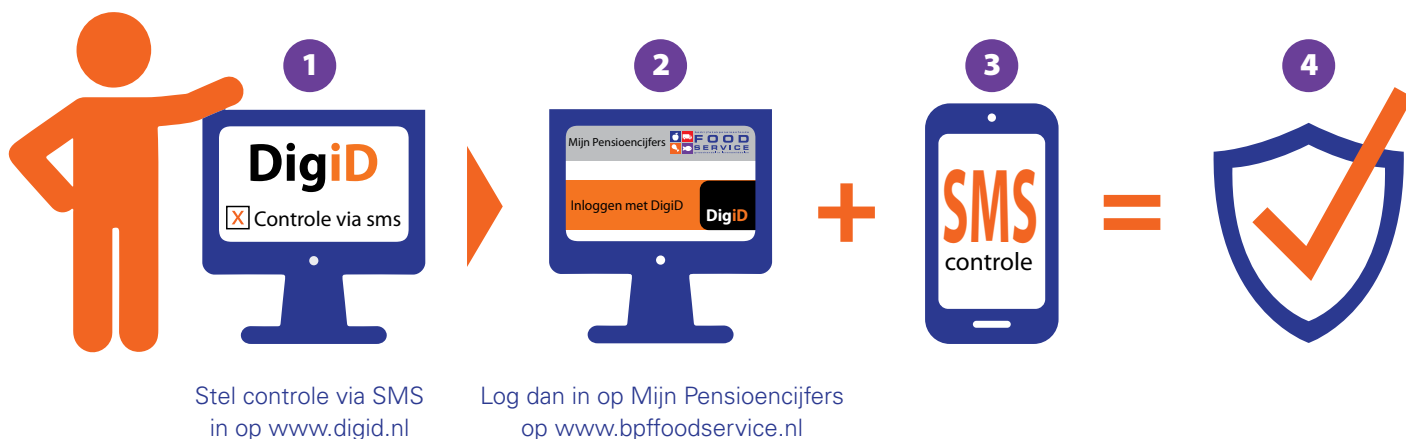 1
DigiD
X Controle via sms
2
Mijn Pensioencijfers
FOOD
SERVICE
Inloggen met DigiD
DigiD
+
3
SMS
controle
=
4
Stel controle via SMS
in op www.digid.nl
Log dan in op Mijn Pensioencijfers
op www.bpffoodservice.nl